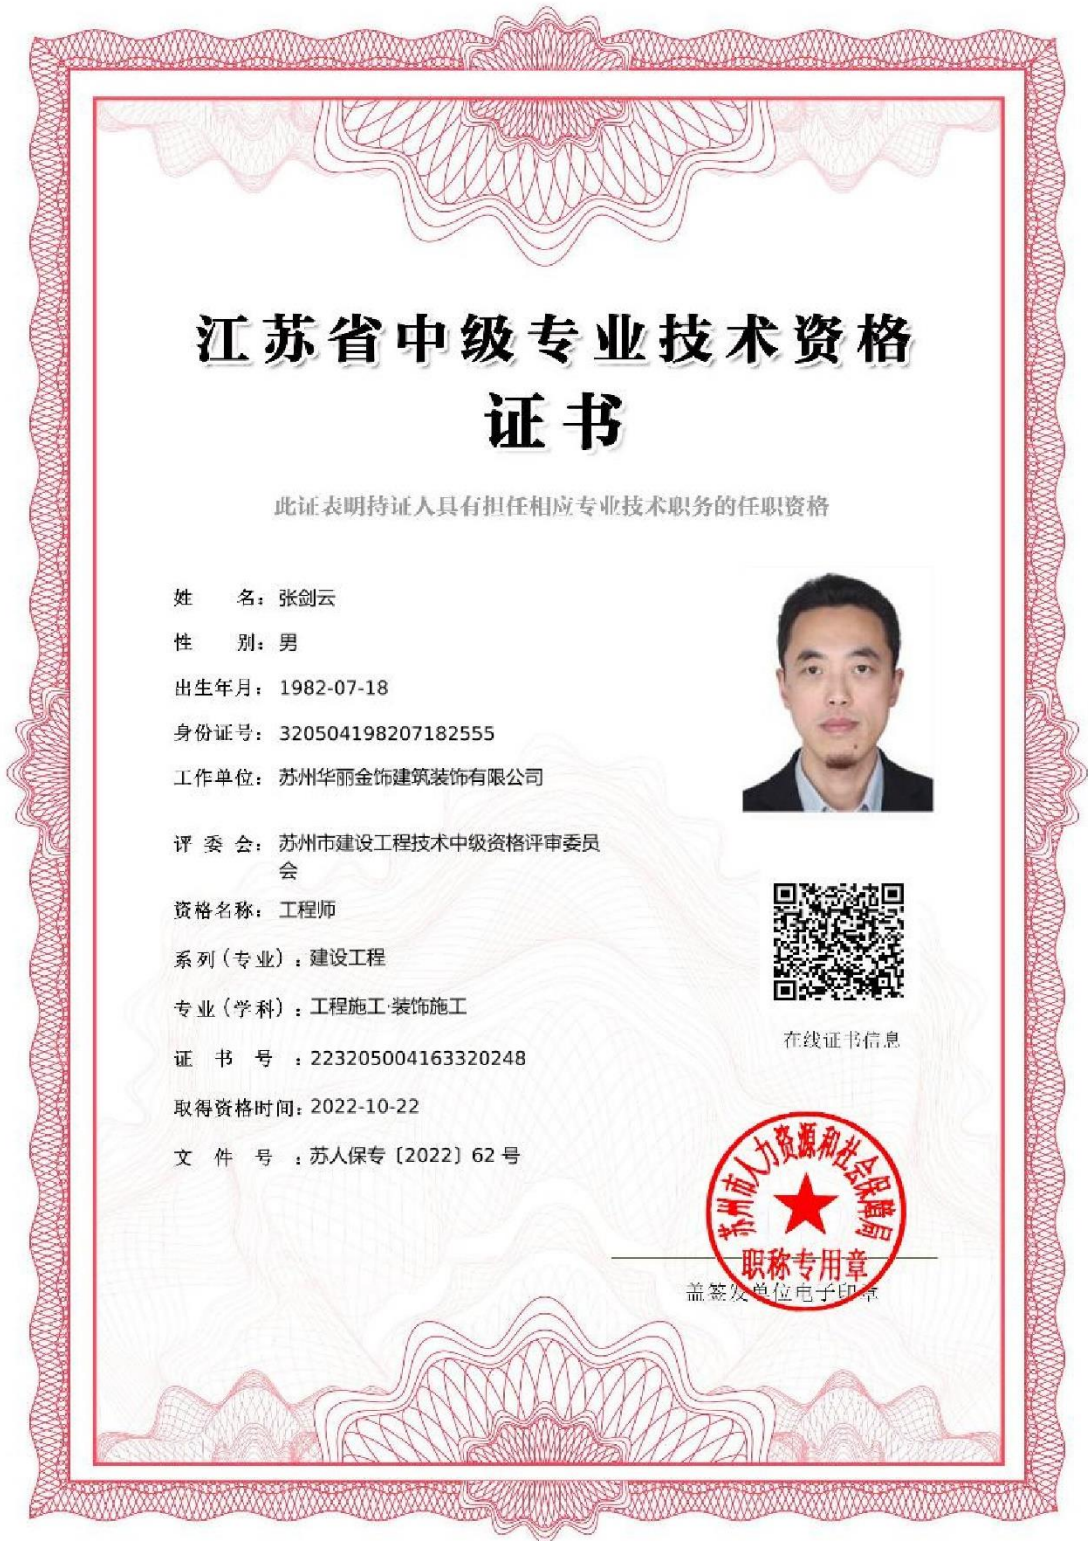 江苏省中级专业技术资格
证书
此证表明持证人具有担任相应专业技术职务的任职资格
姓 名：张剑云
性 别：男
出生年月：1982-07-18
身份证号：320504198207182555
工作单位：苏州华丽金饰建筑装饰有限公司
评 委 会：苏州市建设工程技术中级资格评审委员
会
资格名称：工程师
系列(专业)：建设工程
专业(学科)：工程施工·装饰施工
证 书 号：223205004163320248
取得资格时间：2022-10-22
文 件 号：苏人保专〔2022〕62 号
在线证书信息
苏州市人力资源和社会保障局
职称专用章
盖签发单位电子印章